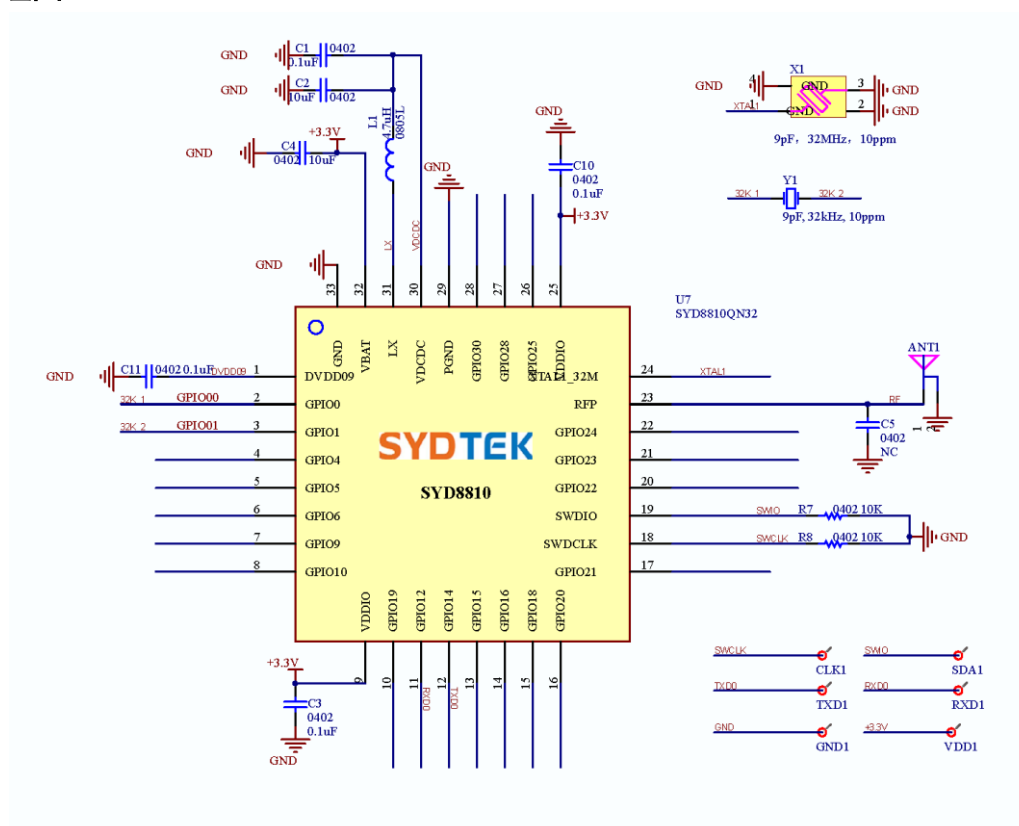 GND
C1
0402
0.1uF
GND
C2
10uF
0402
L1
4.7uH
0805L
GND
C4
0402
10uF
+3.3V
GND
GND
C10
0402
0.1uF
+3.3V
LX
VDCDC
GND
33
32
31
30
29
28
27
26
25
GND
VBAT
LX
VDCDC
PGND
GPIO30
GPIO28
GPIO25
VDDIO
X1
GND
4
GND
3
GND
XTAL1
1
GND
2
GND
9pF, 32MHz, 10ppm
Y1
32K_1
32K_2
9pF, 32kHz, 10ppm
U7
SYD8810QN32
GND
C11
0402
0.1uF
DVDD09
1
DVDD09
32K_1
GPIO00
2
GPIO0
32K_2
GPIO01
3
GPIO1
4
GPIO4
5
GPIO5
6
GPIO6
7
GPIO9
8
GPIO10
SYDTEK
SYD8810
XTAL1_32M
24
XTAL1
RFP
23
RF
ANT1
1
2
C5
0402
NC
GPIO24
22
GPIO23
21
GPIO22
20
SWDIO
19
SWIO
R7
0402 10K
SWDCLK
18
SWCLK
R8
0402 10K
GND
GPIO21
17
VDDIO
GPIO19
GPIO12
GPIO14
GPIO15
GPIO16
GPIO18
GPIO20
9
10
11
12
13
14
15
16
RXD0
TXD0
+3.3V
C3
0402
0.1uF
GND
SWCLK
CLK1
SWIO
SDA1
TXD0
TXD1
RXD0
RXD1
GND
GND1
+3.3V
VDD1